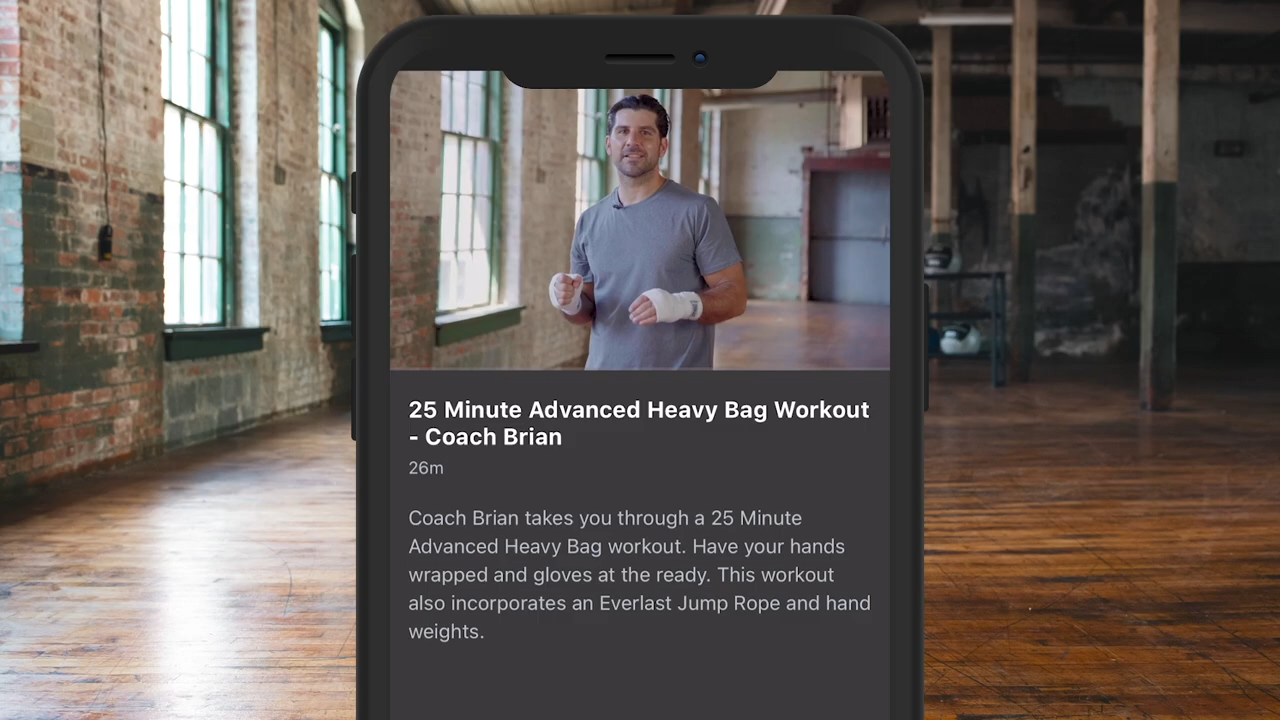 25 Minute Advanced Heavy Bag Workout
- Coach Brian
26m
Coach Brian takes you through a 25 Minute
Advanced Heavy Bag workout. Have your hands
wrapped and gloves at the ready. This workout
also incorporates an Everlast Jump Rope and hand
weights.